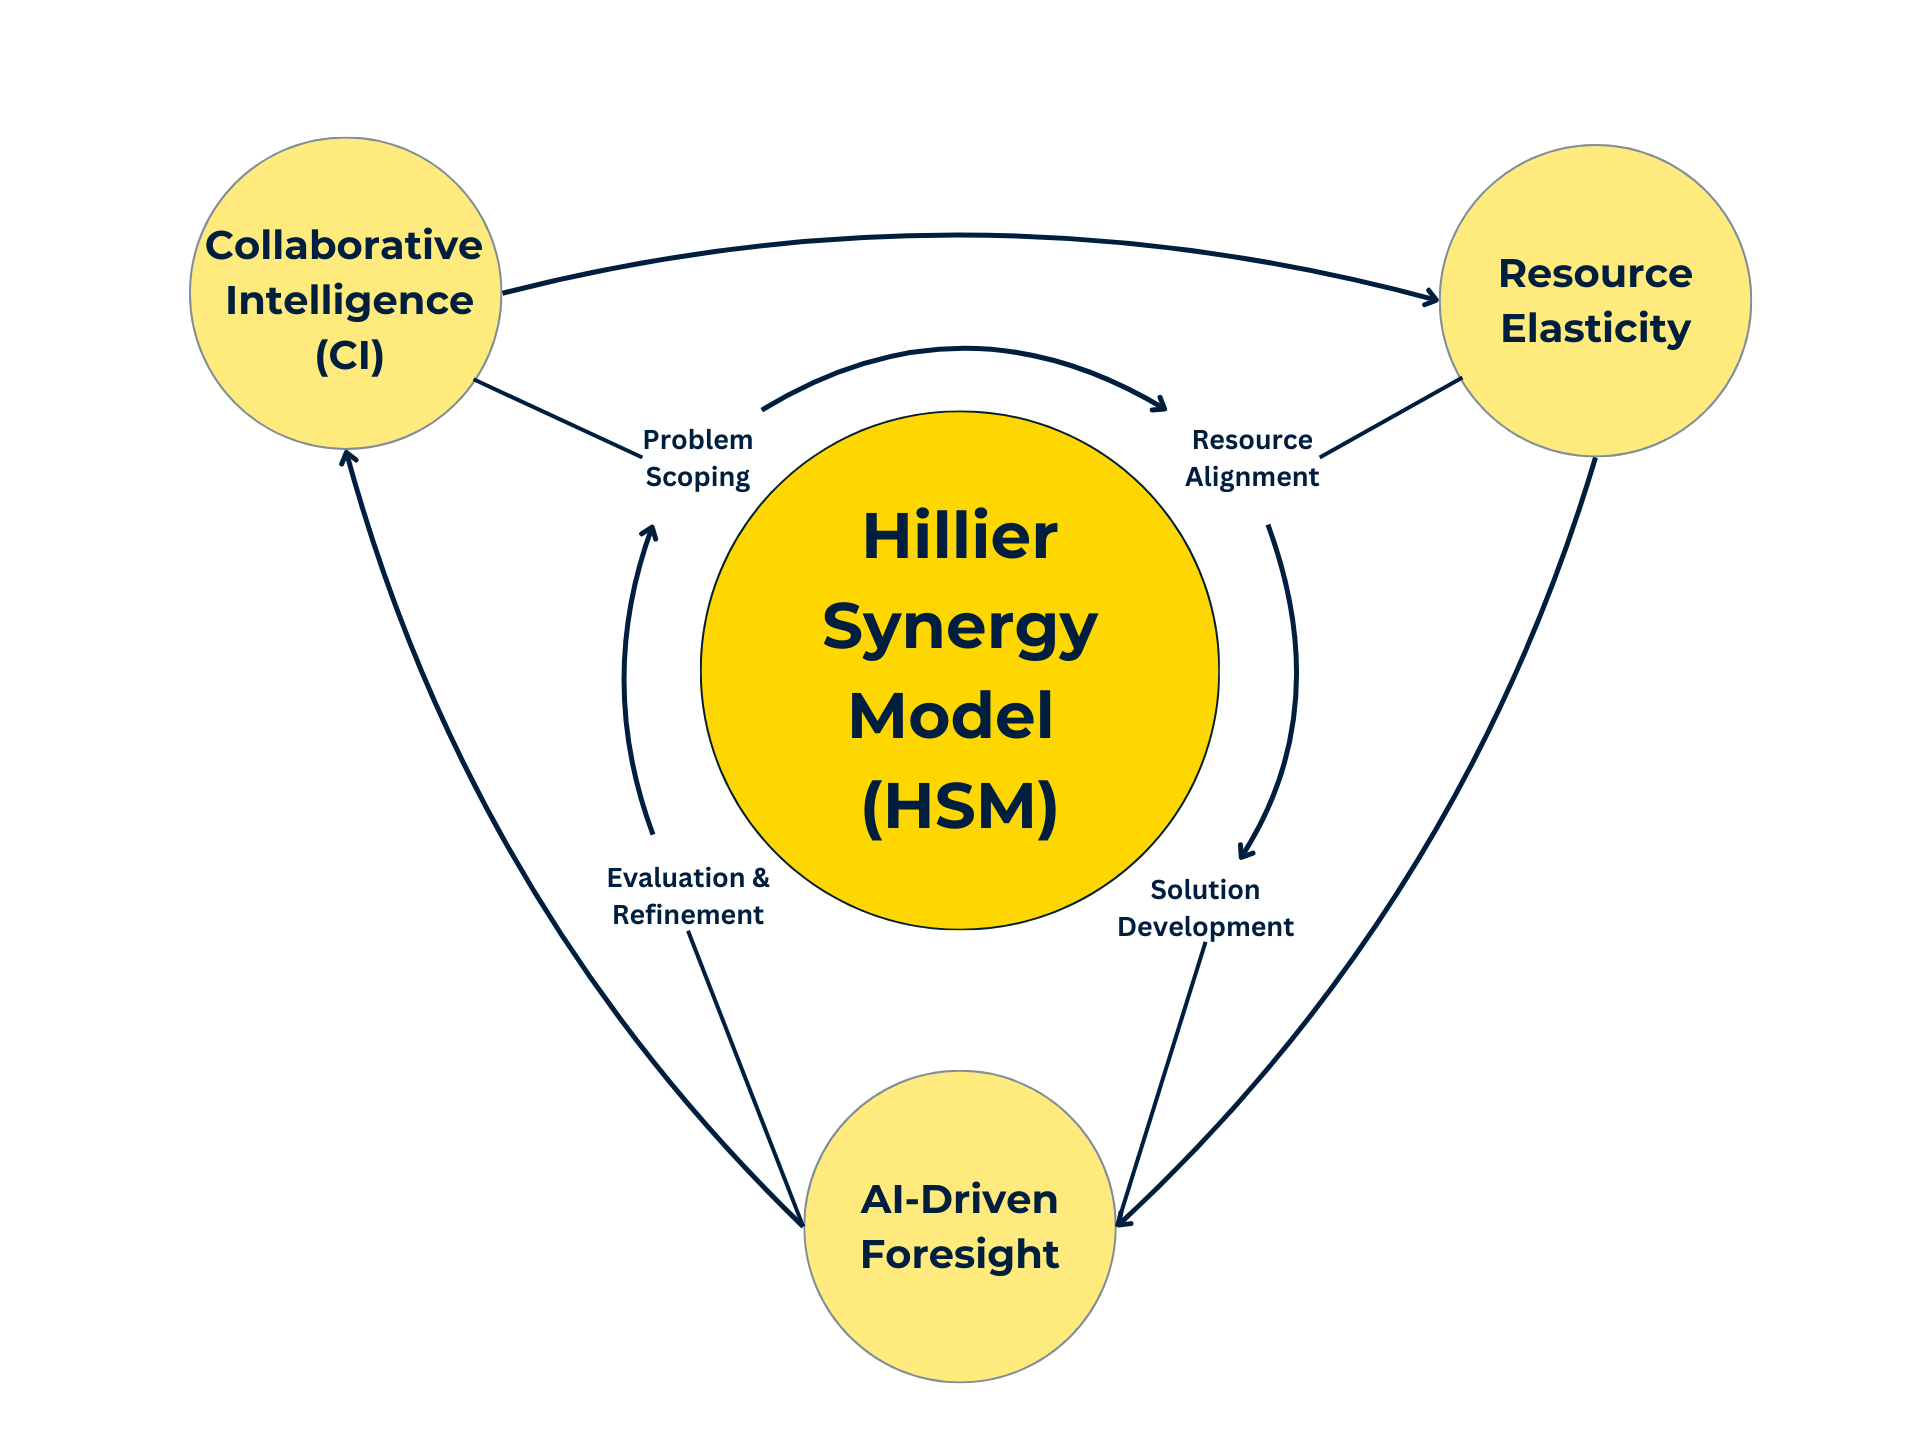 Collaborative
Intelligence
(CI)
Resource
Elasticity
Problem
Scoping
Resource
Alignment
Hillier
Synergy
Model
(HSM)
Evaluation &
Refinement
Solution
Development
AI-Driven
Foresight